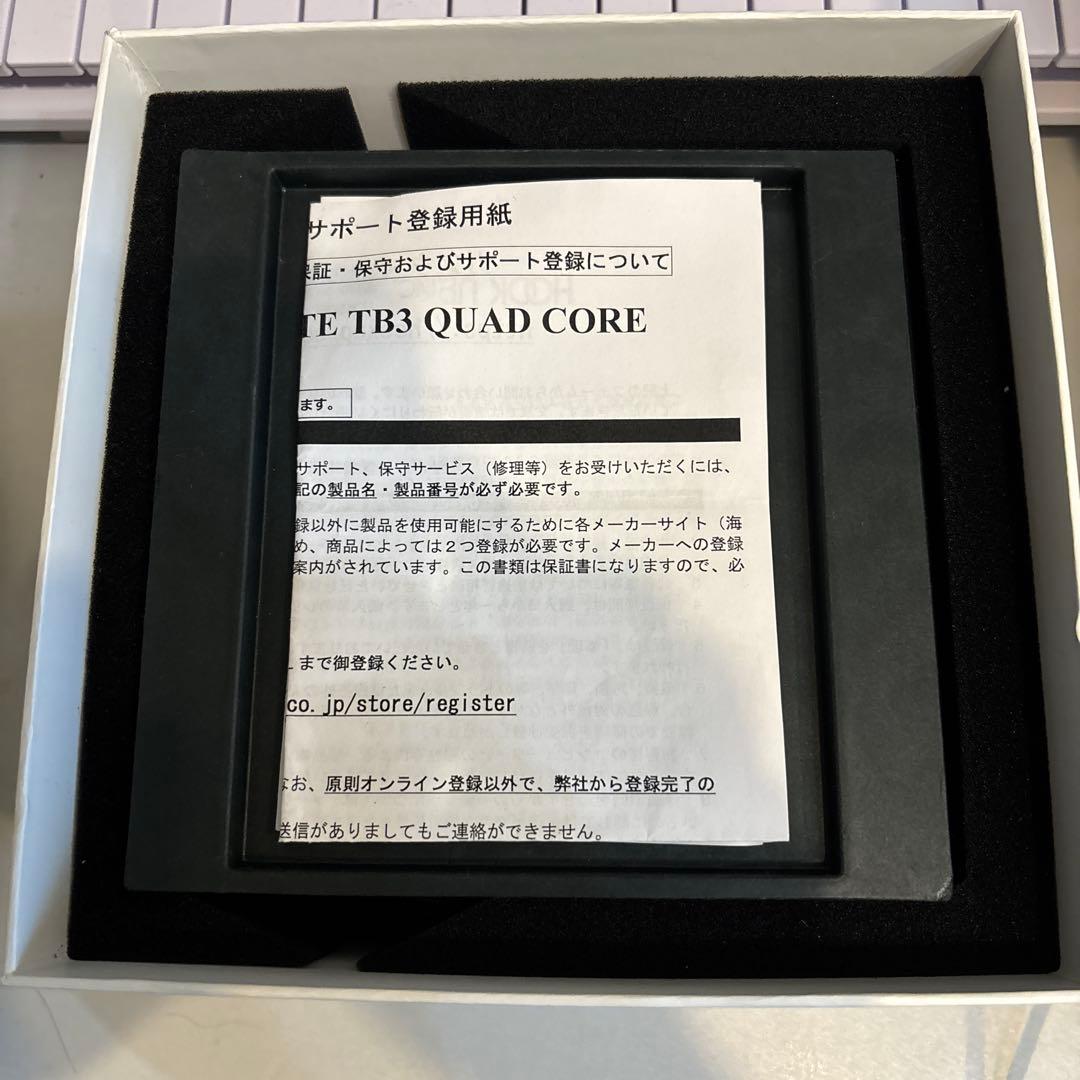 サポート登録用紙
保証・保守およびサポート登録について
TE TB3 QUAD CORE
ます。
サポート、保守サービス（修理等）をお受けいただくには、
記の製品名・製品番号が必ず必要です。
録以外に製品を使用可能にするために各メーカーサイト（海
め、商品によっては２つ登録が必要です。メーカーへの登録
案内がされています。この書類は保証書になりますので、必
まで御登録ください。
co.jp/store/register
なお、原則オンライン登録以外で、弊社から登録完了の
送信がありましてもご連絡ができません。